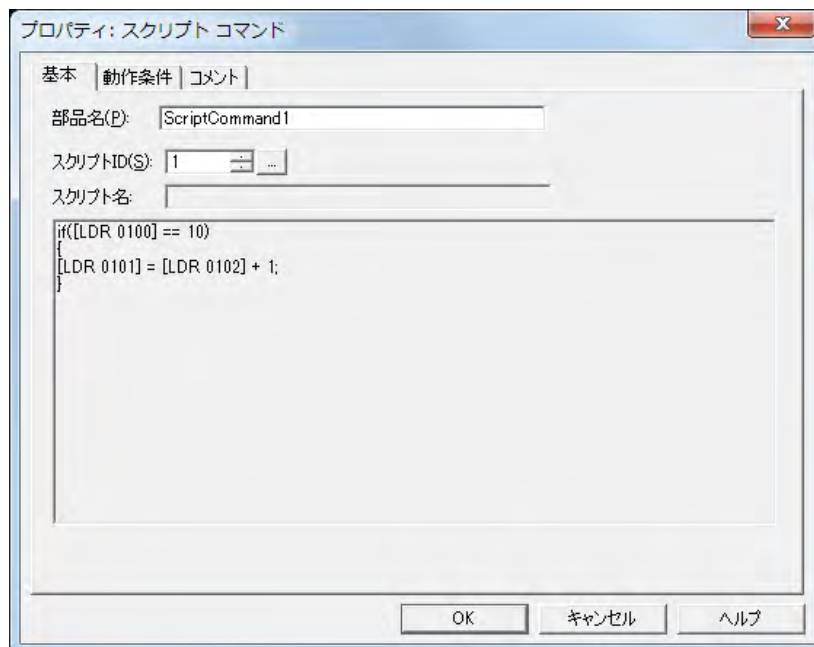 プロパティ: スクリプト コマンド
基本 動作条件 コメント
部品名(P): ScriptCommand1
スクリプトID(S): 1 ...
スクリプト名:
if([LDR 0100] == 10)
{
[LDR 0101] = [LDR 0102] + 1;
}
OK キャンセル ヘルプ